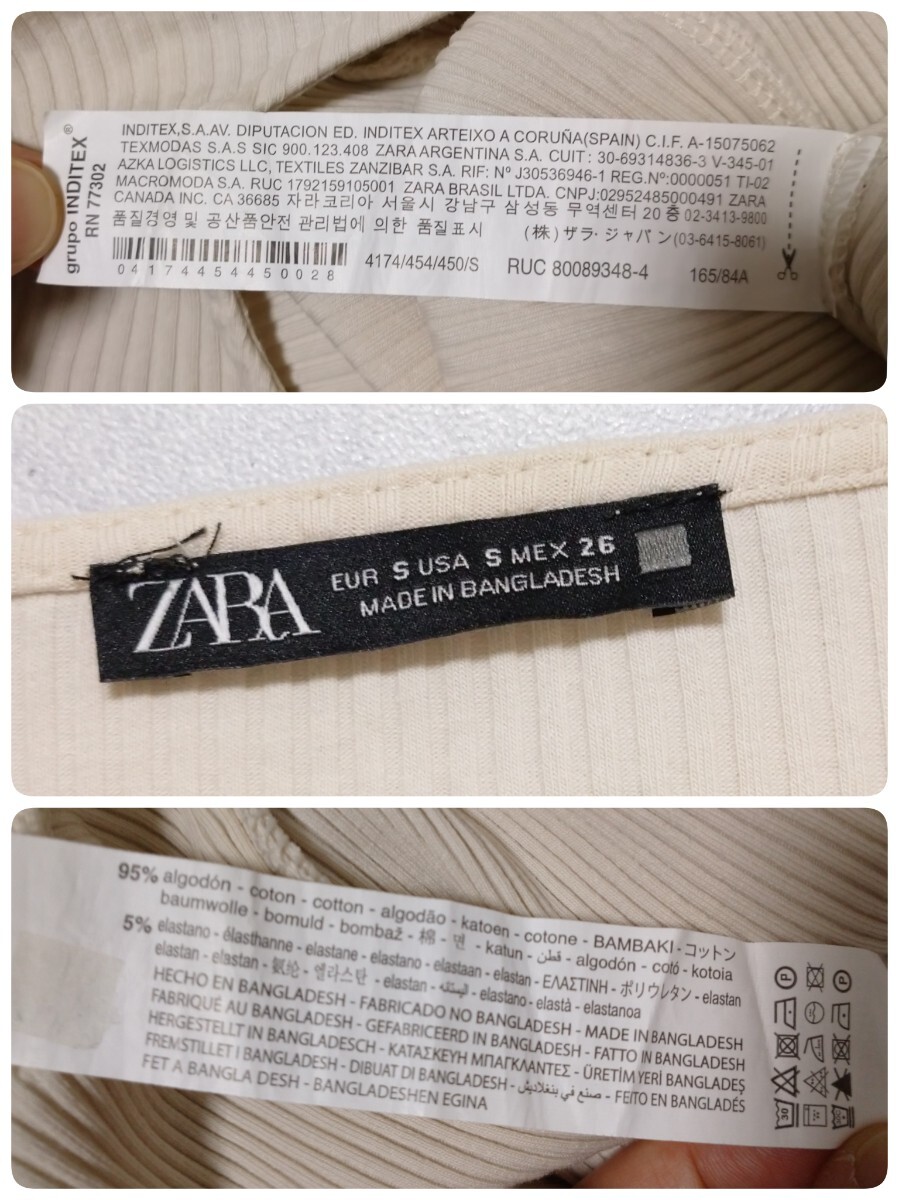 grupo INDITEX®
RN 77302
INDITEX,S.A.AV. DIPUTACION ED. INDITEX ARTEIXO A CORUÑA(SPAIN) C.I.F. A-15075062
TEXMODAS S.A.S SIC 900.123.408 ZARA ARGENTINA S.A. CUIT : 30-69314836-3 V-345-01
AZKA LOGISTICS LLC, TEXTILES ZANZIBAR S.A. RIF: Nº J30536946-1 REG.Nº:0000051 TI-02
MACROMODA S.A. RUC 1792159105001 ZARA BRASIL LTDA. CNPJ:02952485000491 ZARA
CANADA INC. CA 36685 자라코리아 서울시 강남구 삼성동 무역센터 20 층 02-3413-9800
품질경영 및 공산품안전 관리법에 의한 품질표시 (株) ザラ·ジャパン(03-6415-8061)
04174454450028 4174/454/450/S RUC 80089348-4 165/84A
ZARA
EUR S USA S MEX 26
MADE IN BANGLADESH
95% algodón - coton - cotton - algodão - katoen - cotone - BAMBAKI - コットン
baumwolle - bomuld - bombaž - 棉 - 면 - katun - قطن - algodón - cotó - kotoia
5% elastano - élasthanne - elastane - elastano - elastaan - elastan - ΕΛΑΣΤΙΝΗ - ポリウレタン - elastan
elastan - elastan - 氨纶 - 엘라스탄 - elastan - elastano - elastà - elastanoa
HECHO EN BANGLADESH - FABRICADO NO BANGLADESH - MADE IN BANGLADESH
FABRIQUÉ AU BANGLADESH - GEFABRICEERD IN BANGLADESH - FATTO IN BANGLADESH
HERGESTELLT IN BANGLADESCH - ΚΑΤΑΣΚΕΥΗ ΜΠΑΓΚΛΑΝΤΕΣ - ÜRETİM YERİ BANGLADEŞ
FREMSTILLET I BANGLADESH - DIBUAT DI BANGLADESH - صنع في بنغلاديش - FEITO EN BANGLADÉS
FET A BANGLA DESH - BANGLADESHEN EGINA
P P
30